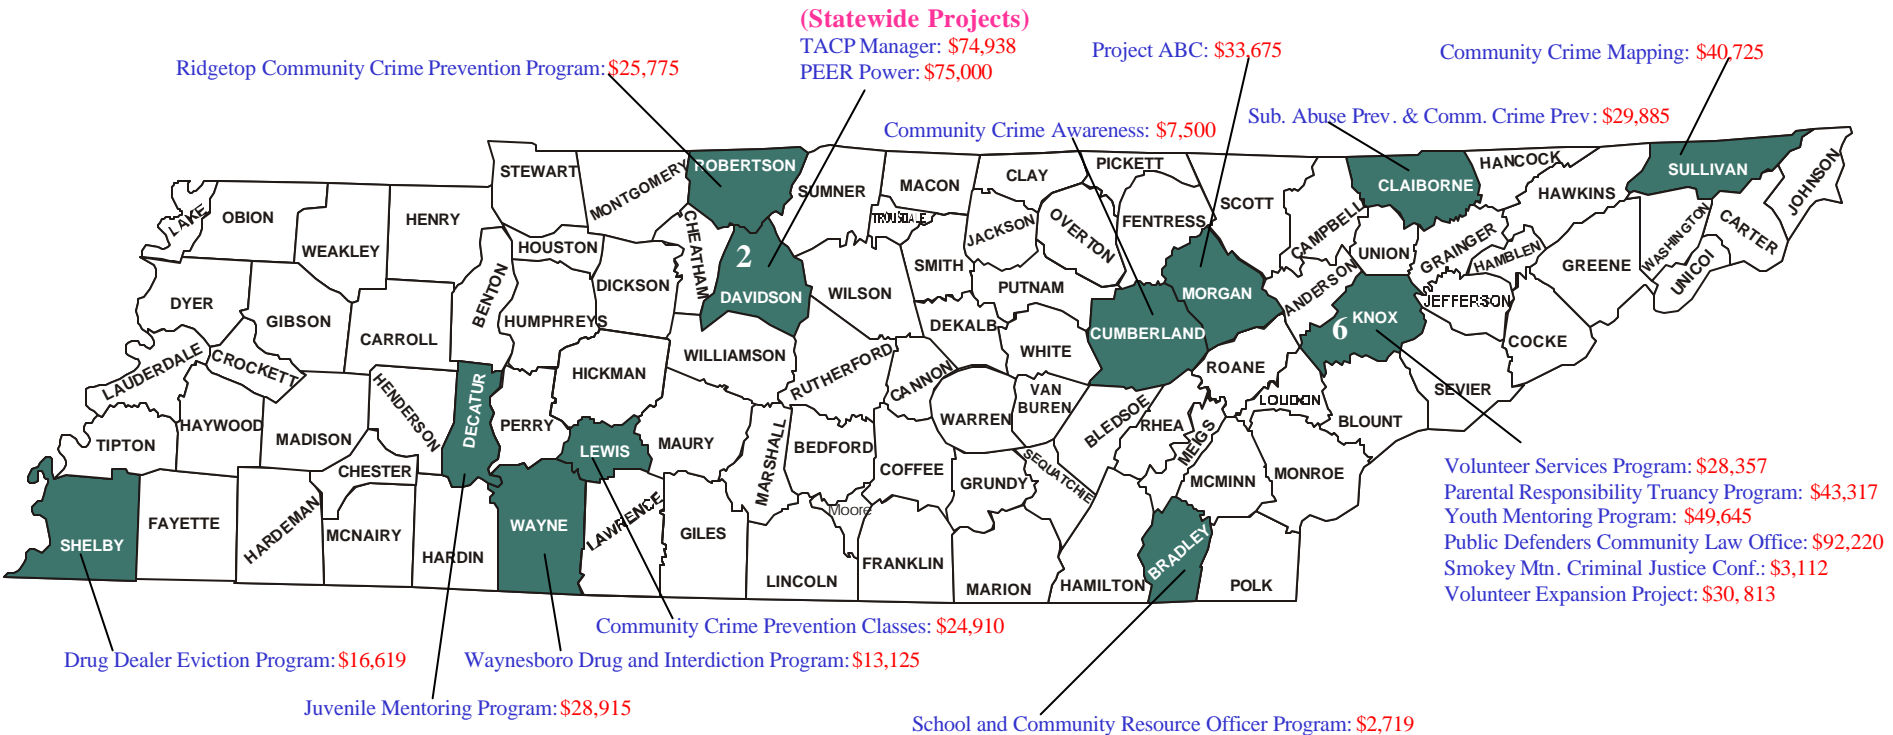 (Statewide Projects)
TACP Manager: $74,938
PEER Power: $75,000
Project ABC: $33,675
Community Crime Mapping: $40,725
Ridgetop Community Crime Prevention Program: $25,775
Community Crime Awareness: $7,500
Sub. Abuse Prev. & Comm. Crime Prev: $29,885
STEWART
MONTGOMERY
ROBERTSON
SUMNER
MACON
CLAY
PICKETT
SCOTT
CAMPBELL
CLAIBORNE
HANCOCK
HAWKINS
SULLIVAN
JOHNSON
LAKE
OBION
WEAKLEY
HENRY
HOUSTON
CHEATHAM
TROUSDALE
JACKSON
OVERTON
FENTRESS
UNION
GRAINGER
HAMBLEN
GREENE
WASHINGTON
UNICOI
CARTER
DYER
GIBSON
CARROLL
BENTON
HUMPHREYS
DICKSON
2
DAVIDSON
WILSON
SMITH
PUTNAM
DEKALB
WHITE
CUMBERLAND
MORGAN
ANDERSON
6
KNOX
JEFFERSON
COCKE
LAUDERDALE
CROCKETT
HENDERSON
DECATUR
HICKMAN
WILLIAMSON
RUTHERFORD
CANNON
WARREN
VAN
BUREN
BLEDSOE
RHEA
MEIGS
ROANE
LOUDON
BLOUNT
SEVIER
TIPTON
HAYWOOD
MADISON
CHESTER
PERRY
LEWIS
MAURY
MARSHALL
BEDFORD
COFFEE
GRUNDY
SEQUATCHIE
MCMINN
MONROE
SHELBY
FAYETTE
HARDEMAN
MCNAIRY
HARDIN
WAYNE
LAWRENCE
GILES
LINCOLN
Moore
FRANKLIN
MARION
HAMILTON
BRADLEY
POLK
Volunteer Services Program: $28,357
Parental Responsibility Truancy Program: $43,317
Youth Mentoring Program: $49,645
Public Defenders Community Law Office: $92,220
Smokey Mtn. Criminal Justice Conf.: $3,112
Volunteer Expansion Project: $30, 813
Community Crime Prevention Classes: $24,910
Drug Dealer Eviction Program: $16,619
Waynesboro Drug and Interdiction Program: $13,125
Juvenile Mentoring Program: $28,915
School and Community Resource Officer Program: $2,719